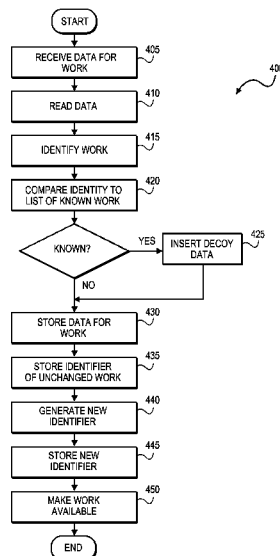 START
RECEIVE DATA FOR
WORK
405
READ DATA
410
400
IDENTIFY WORK
415
COMPARE IDENTITY TO
LIST OF KNOWN WORK
420
KNOWN?
YES
INSERT DECOY
DATA
425
NO
STORE DATA FOR
WORK
430
STORE IDENTIFIER
OF UNCHANGED WORK
435
GENERATE NEW
IDENTIFIER
440
STORE NEW
IDENTIFIER
445
MAKE WORK
AVAILABLE
450
END